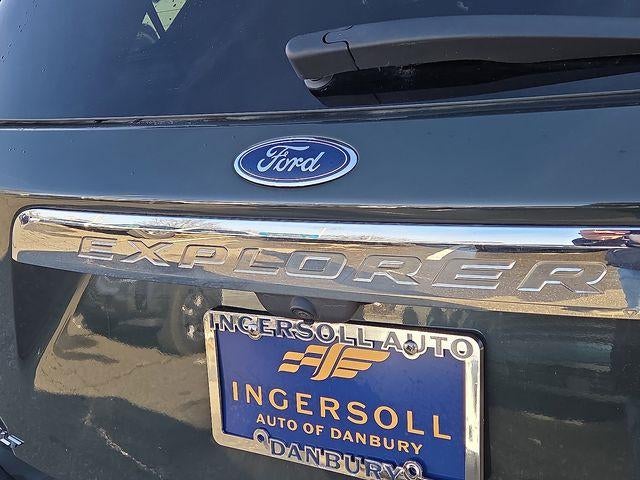 Ford
EXPLORER
INGERSOLL AUTO
INGERSOLL
AUTO OF DANBURY
DANBURY